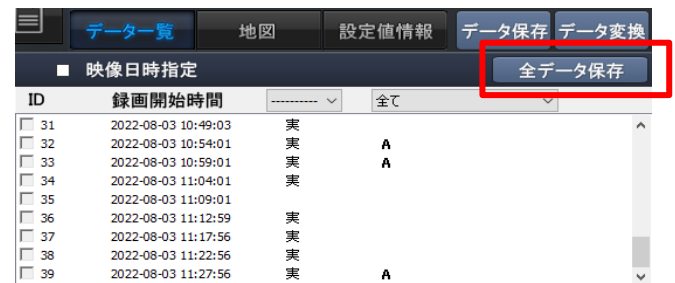 データ一覧 地図 設定値情報 データ保存 データ変換
■ 映像日時指定 全データ保存
ID 録画開始時間 ---------- 全て
31 2022-08-03 10:49:03 実
32 2022-08-03 10:54:01 実 A
33 2022-08-03 10:59:01 実 A
34 2022-08-03 11:04:01 実
35 2022-08-03 11:09:01
36 2022-08-03 11:12:59 実
37 2022-08-03 11:17:56 実
38 2022-08-03 11:22:56 実
39 2022-08-03 11:27:56 実 A